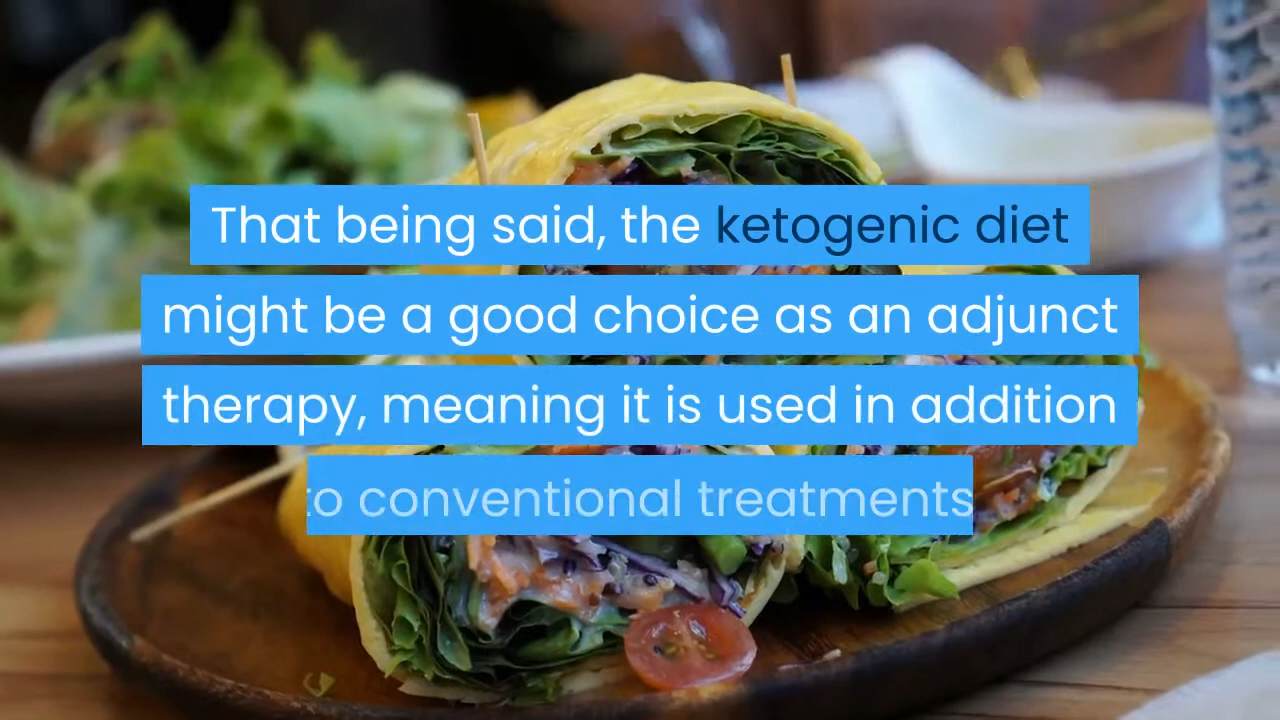 That being said, the ketogenic diet
might be a good choice as an adjunct
therapy, meaning it is used in addition
to conventional treatments